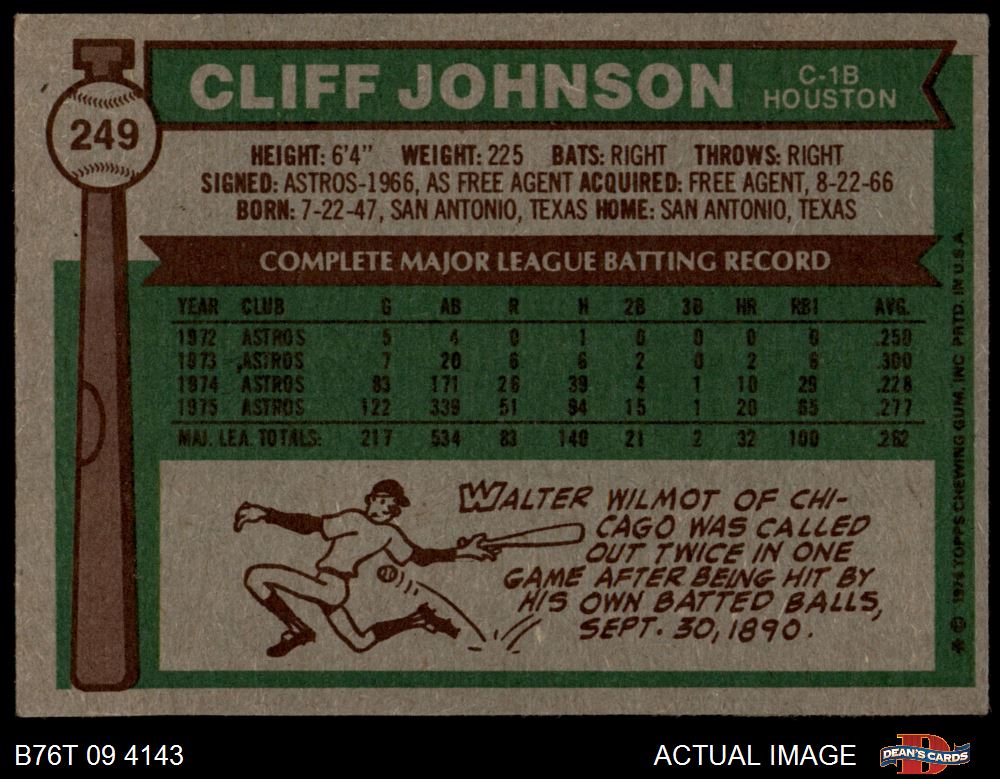 249
CLIFF JOHNSON
C-1B
HOUSTON
HEIGHT: 6'4" WEIGHT: 225 BATS: RIGHT THROWS: RIGHT
SIGNED: ASTROS-1966, AS FREE AGENT ACQUIRED: FREE AGENT, 8-22-66
BORN: 7-22-47, SAN ANTONIO, TEXAS HOME: SAN ANTONIO, TEXAS
COMPLETE MAJOR LEAGUE BATTING RECORD
YEAR CLUB G AB R H 2B 3B HR RBI AVG.
1972 ASTROS 5 4 0 1 0 0 0 0 .250
1973 ASTROS 7 20 6 6 2 0 2 6 .300
1974 ASTROS 83 171 26 39 4 1 10 29 .228
1975 ASTROS 122 339 51 94 15 1 20 65 .277
MAJ. LEA. TOTALS: 217 534 83 140 21 2 32 100 .262
WALTER WILMOT OF CHI-
CAGO WAS CALLED
OUT TWICE IN ONE
GAME AFTER BEING HIT BY
HIS OWN BATTED BALLS,
SEPT. 30, 1890.
* © 1976 TOPPS CHEWING GUM, INC. PRTD. IN U.S.A.
B76T 09 4143
ACTUAL IMAGE
DEAN'S CARDS